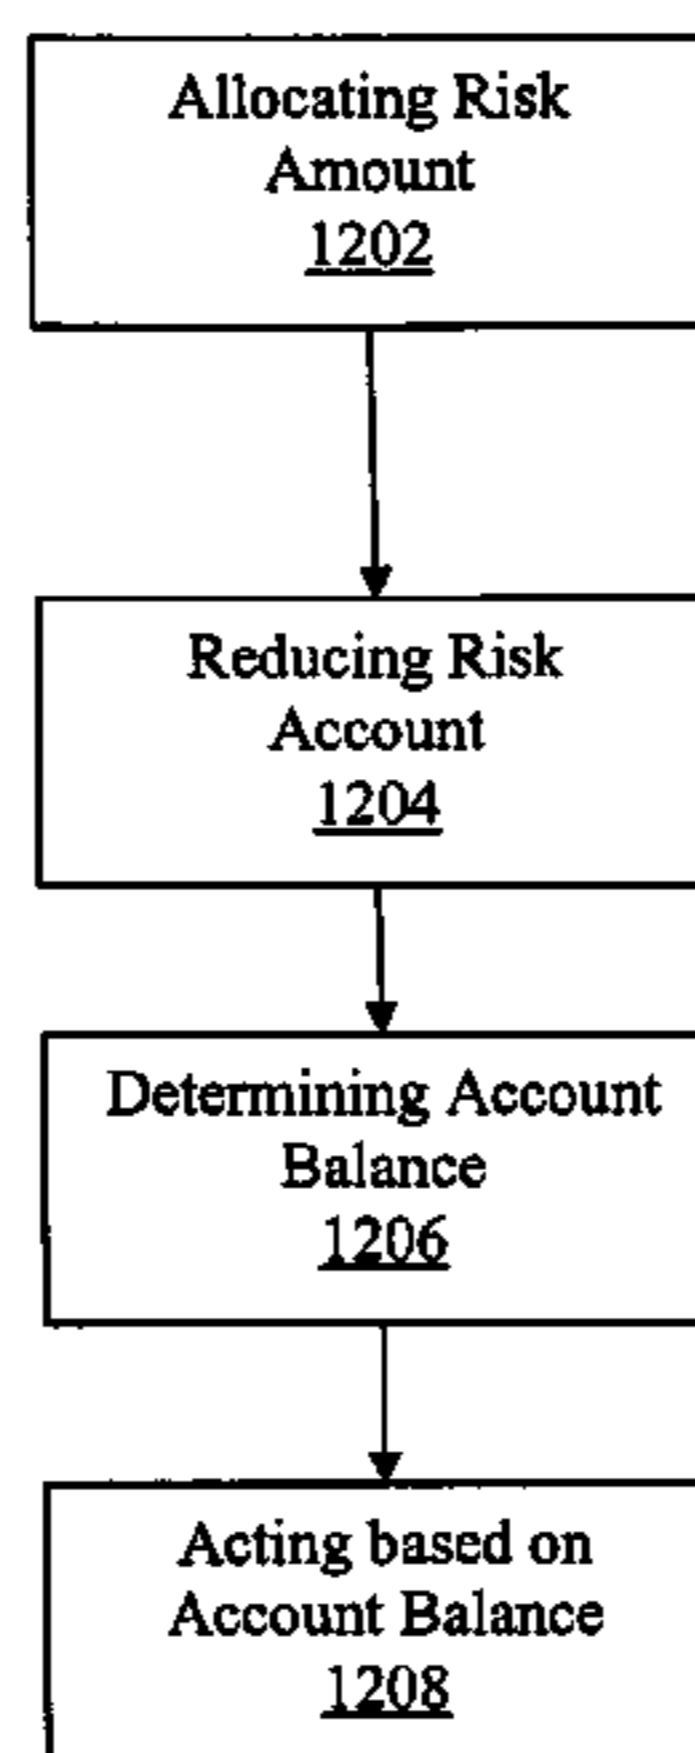 Allocating Risk
Amount
1202
Reducing Risk
Account
1204
Determining Account
Balance
1206
Acting based on
Account Balance
1208